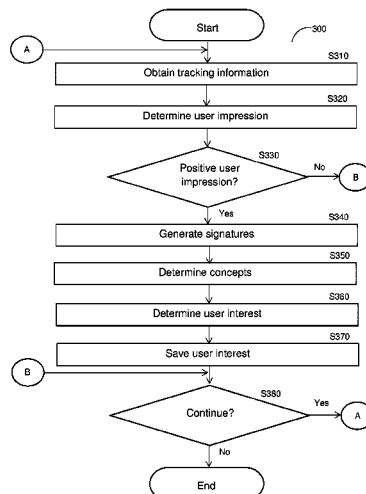 Start
300
A
S310
Obtain tracking information
S320
Determine user impression
S330
Positive user
impression?
No
B
Yes
S340
Generate signatures
S350
Determine concepts
S360
Determine user interest
S370
Save user interest
B
S380
Continue?
Yes
A
No
End